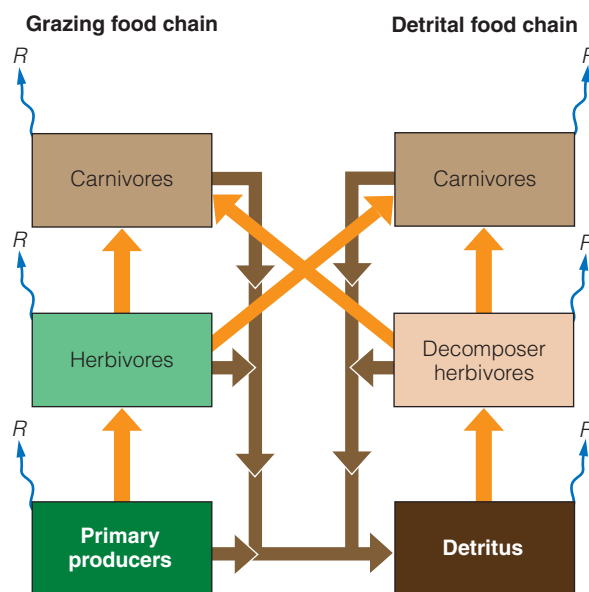 Grazing food chain
Detrital food chain
R
R
Carnivores
Carnivores
R
R
Herbivores
Decomposer
herbivores
R
R
Primary
producers
Detritus